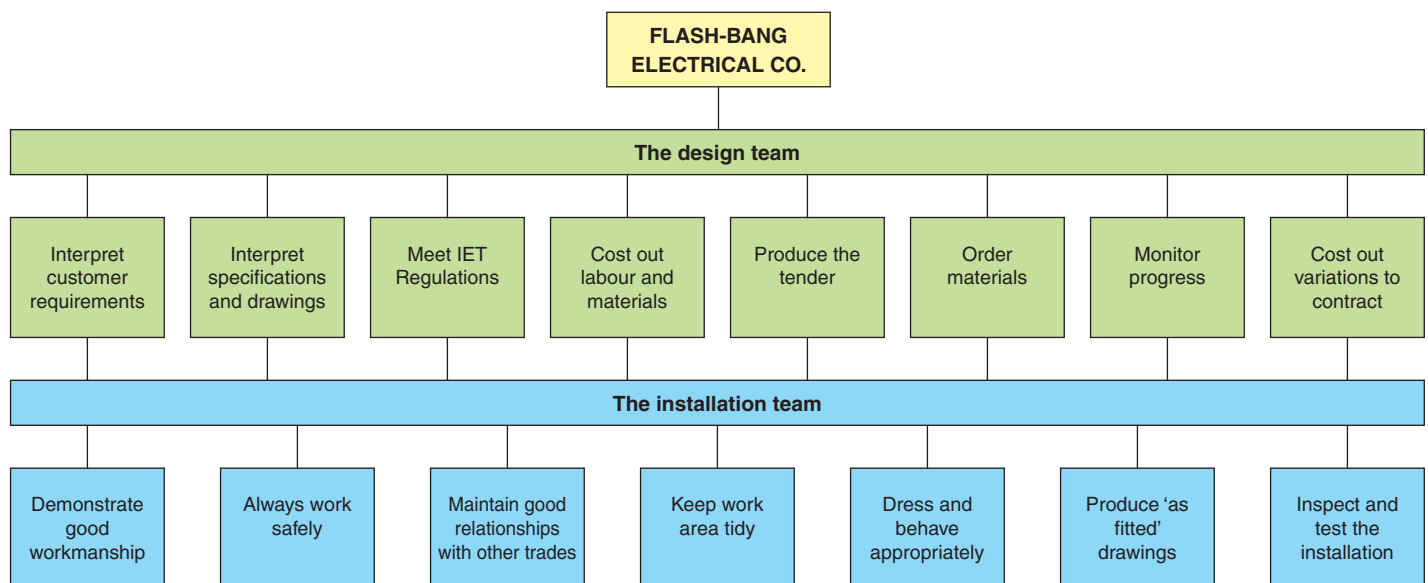 FLASH-BANG
ELECTRICAL CO.
The design team
Interpret
customer
requirements
Interpret
specifications
and drawings
Meet IET
Regulations
Cost out
labour and
materials
Produce the
tender
Order
materials
Monitor
progress
Cost out
variations to
contract
The installation team
Demonstrate
good
workmanship
Always work
safely
Maintain good
relationships
with other trades
Keep work
area tidy
Dress and
behave
appropriately
Produce ‘as
fitted’
drawings
Inspect and
test the
installation